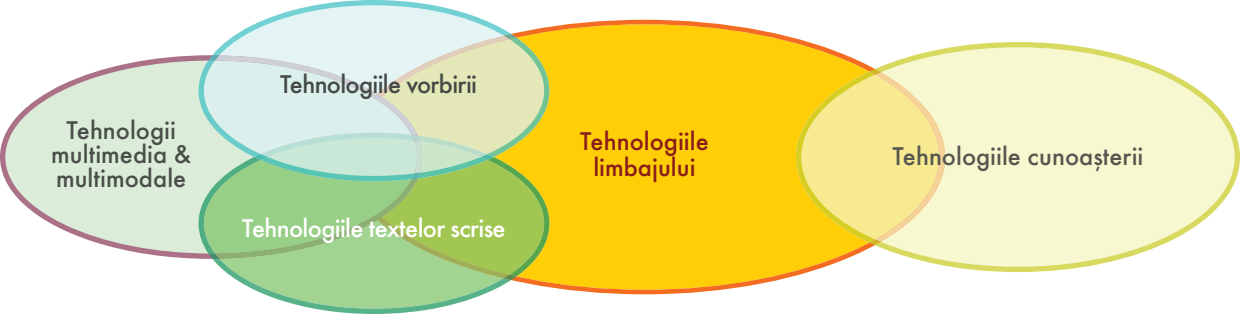 Tehnologii
multimedia &
multimodale
Tehnologiile vorbirii
Tehnologiile textelor scrise
Tehnologiile
limbajului
Tehnologiile cunoașterii